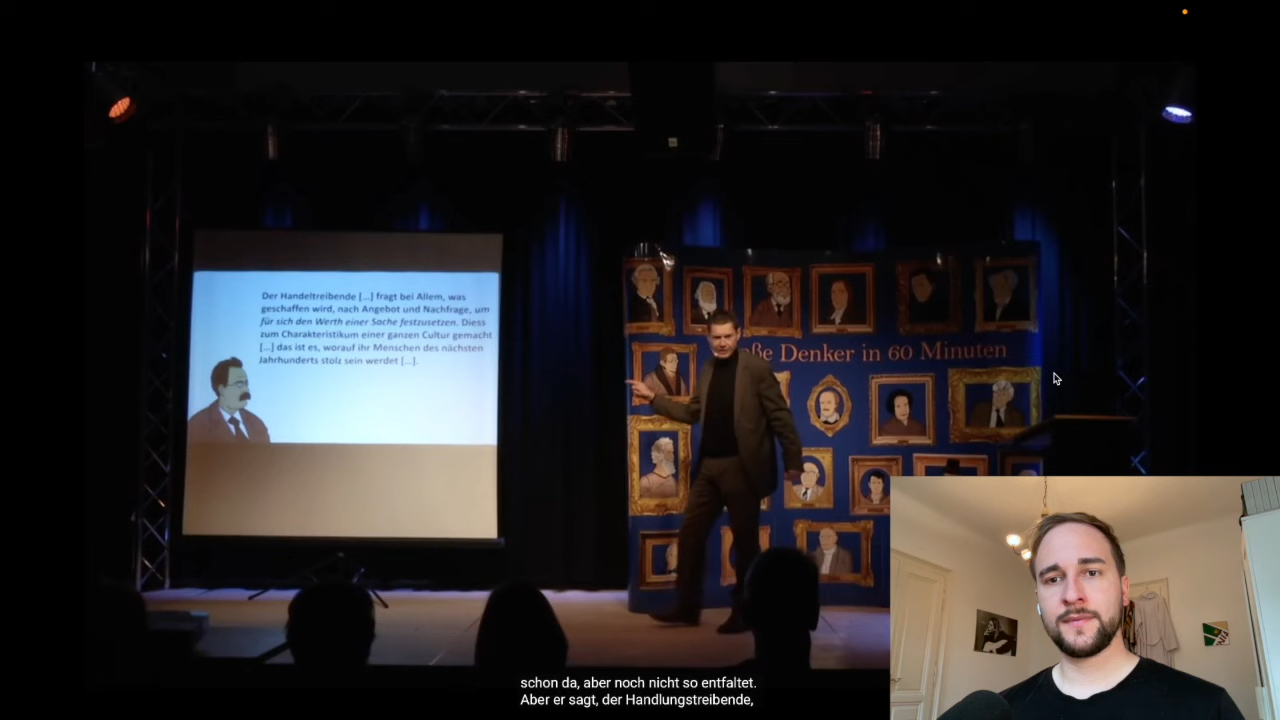 Der Handeltreibende [...] fragt bei Allem, was
geschaffen wird, nach Angebot und Nachfrage, um
für sich den Werth einer Sache festzusetzen. Diess
zum Charakteristikum einer ganzen Cultur gemacht
[...] das ist es, worauf ihr Menschen des nächsten
Jahrhunderts stolz sein werdet [...].
Denker in 60 Minuten
schon da, aber noch nicht so entfaltet.
Aber er sagt, der Handlungstreibende,